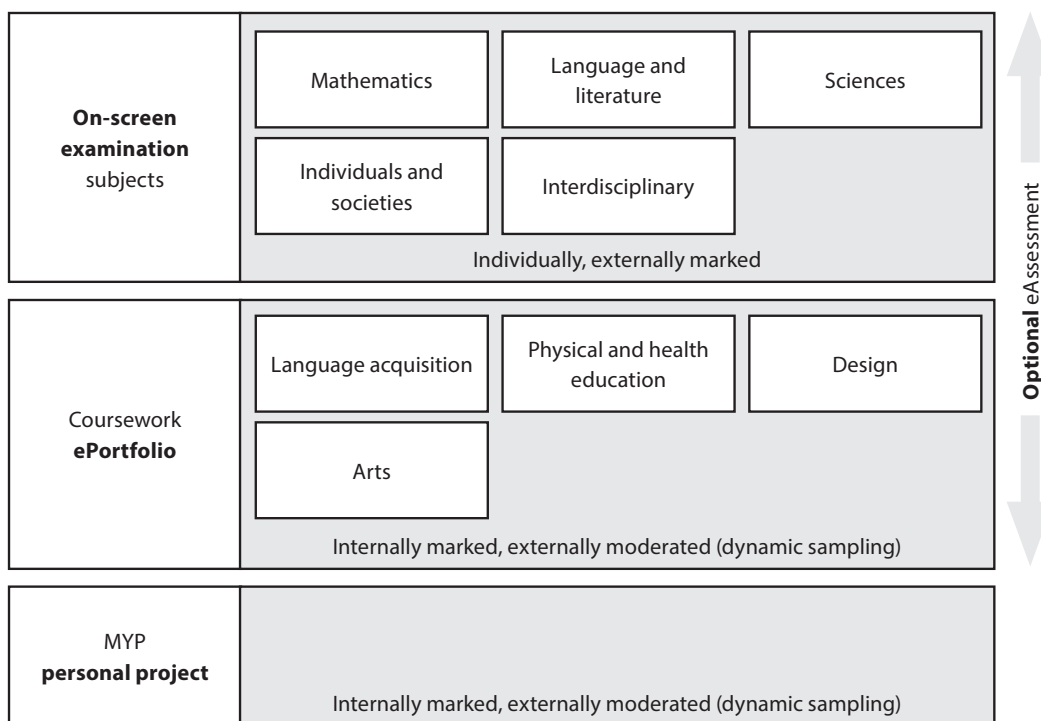 On-screen
examination
subjects
Mathematics
Language and
literature
Sciences
Individuals and
societies
Interdisciplinary
Individually, externally marked
Coursework
ePortfolio
Language acquisition
Physical and health
education
Design
Arts
Internally marked, externally moderated (dynamic sampling)
MYP
personal project
Internally marked, externally moderated (dynamic sampling)
Optional eAssessment